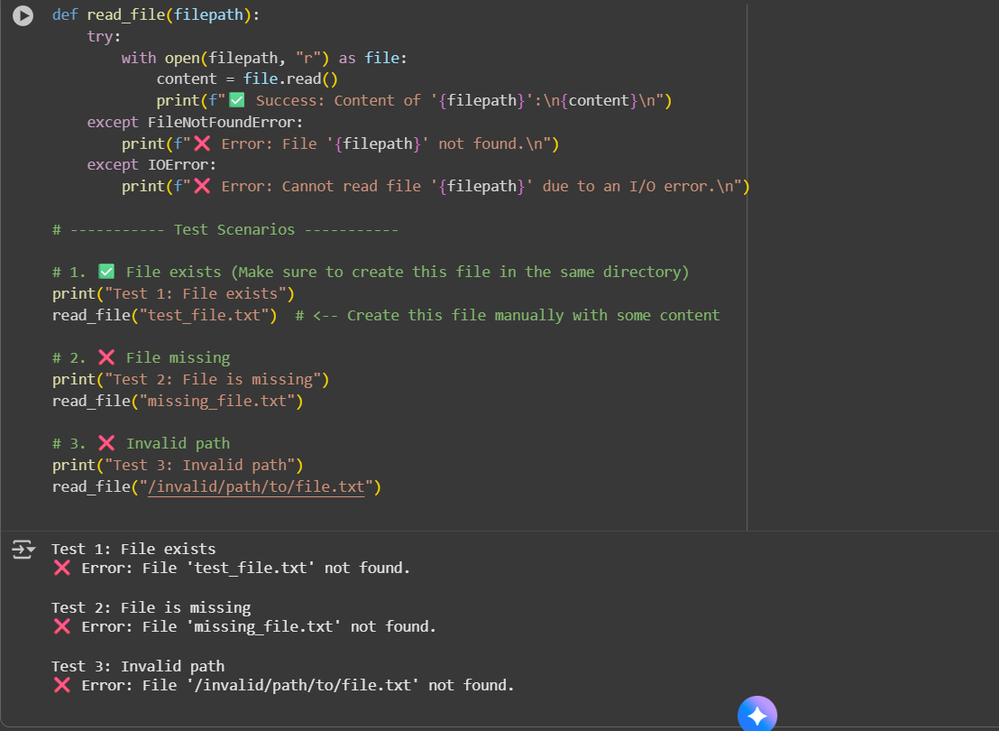 def read_file(filepath):
    try:
        with open(filepath, "r") as file:
            content = file.read()
            print(f"✅ Success: Content of '{filepath}':\n{content}\n")
    except FileNotFoundError:
        print(f"❌ Error: File '{filepath}' not found.\n")
    except IOError:
        print(f"❌ Error: Cannot read file '{filepath}' due to an I/O error.\n")
# ----------- Test Scenarios -----------
# 1. ✅ File exists (Make sure to create this file in the same directory)
print("Test 1: File exists")
read_file("test_file.txt")  # <-- Create this file manually with some content
# 2. ❌ File missing
print("Test 2: File is missing")
read_file("missing_file.txt")
# 3. ❌ Invalid path
print("Test 3: Invalid path")
read_file("/invalid/path/to/file.txt")
Test 1: File exists
❌ Error: File 'test_file.txt' not found.
Test 2: File is missing
❌ Error: File 'missing_file.txt' not found.
Test 3: Invalid path
❌ Error: File '/invalid/path/to/file.txt' not found.